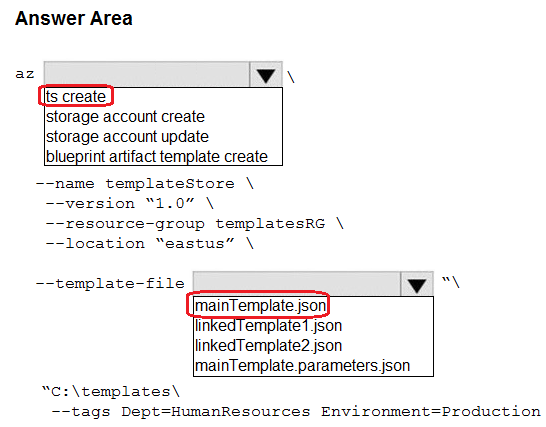 Answer Area
az \
ts create
storage account create
storage account update
blueprint artifact template create
--name templateStore \
--version “1.0” \
--resource-group templatesRG \
--location “eastus” \
--template-file “\
mainTemplate.json
linkedTemplate1.json
linkedTemplate2.json
mainTemplate.parameters.json
“C:\templates\
--tags Dept=HumanResources Environment=Production